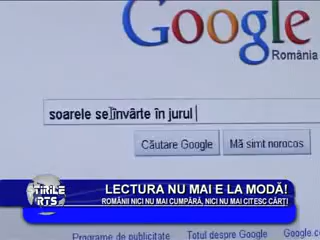 Google
România
soarele se învârte în jurul
Căutare Google
Mă simt norocos
ȘTIRILE
RTS
LECTURA NU MAI E LA MODĂ!
ROMÂNII NICI NU MAI CUMPĂRĂ, NICI NU MAI CITESC CĂRȚI
Programe de publicitate
Totul despre Google
Google.c